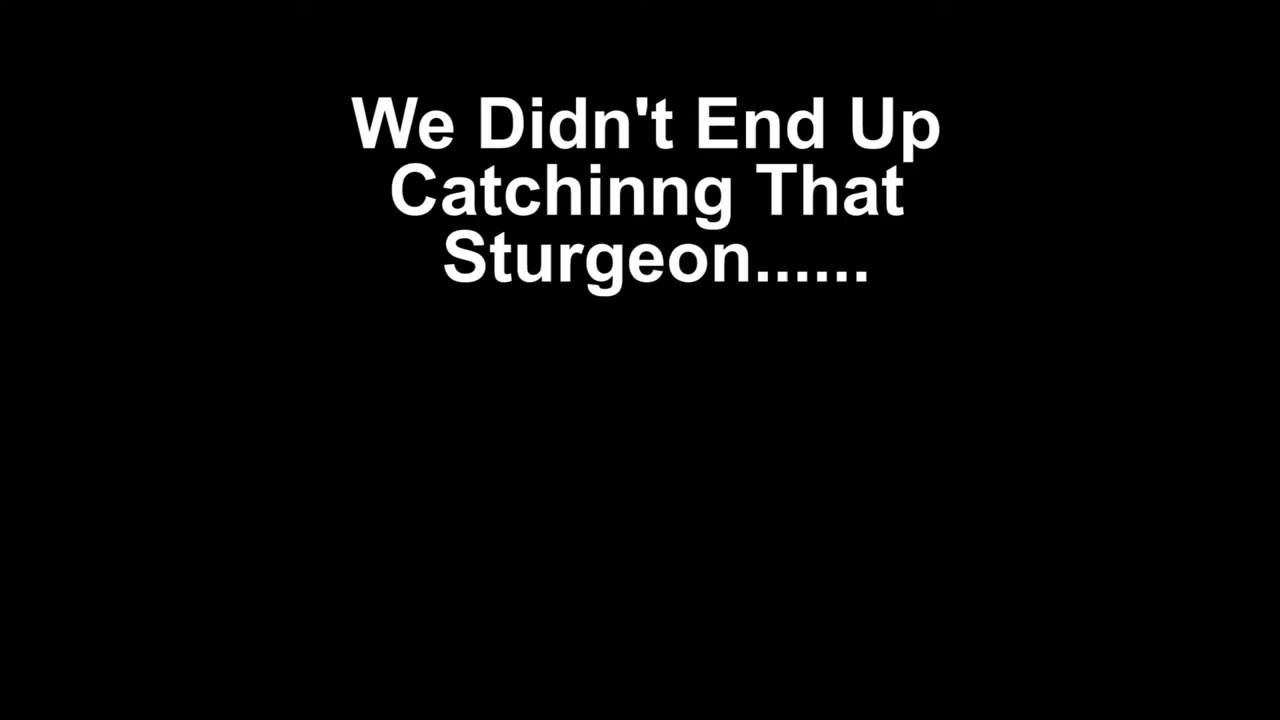 We Didn't End Up
Catchinng That
Sturgeon......